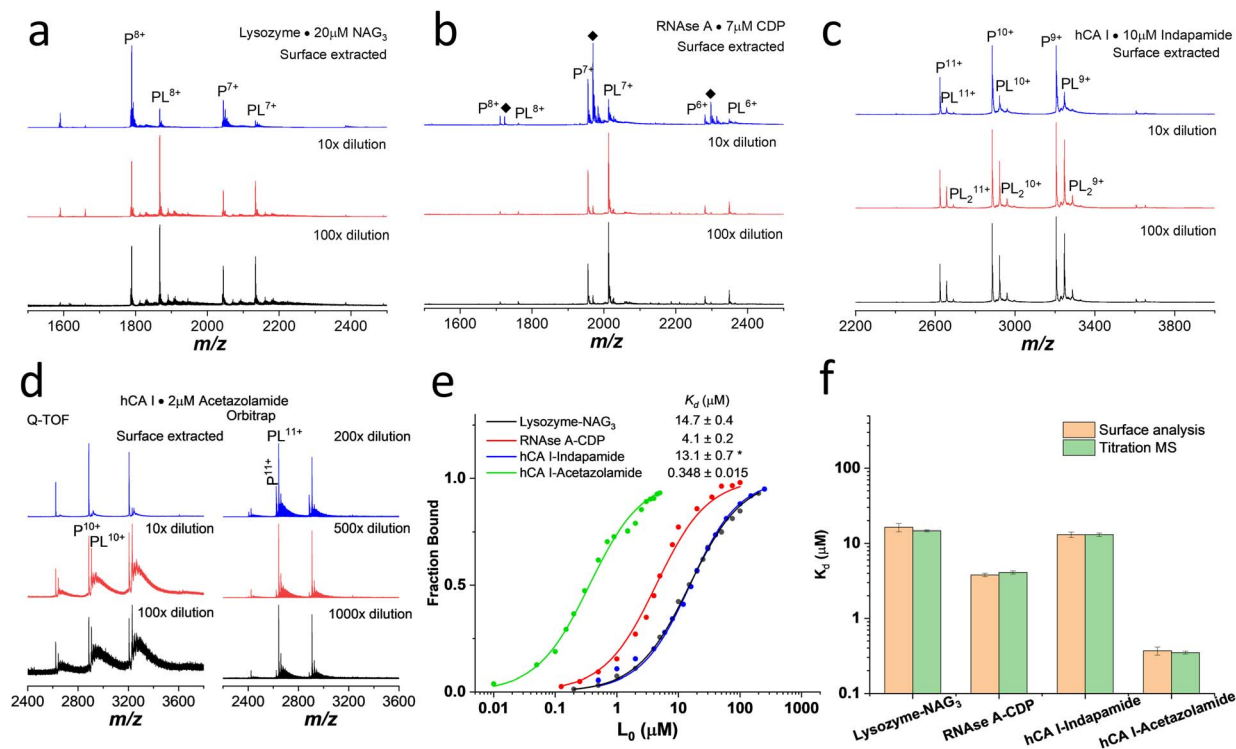 a
Lysozyme • 20μM NAG₃
Surface extracted
P⁸⁺
PL⁸⁺
P⁷⁺
PL⁷⁺
10x dilution
100x dilution
1600 1800 2000 2200 2400
m/z
b
RNAse A • 7μM CDP
Surface extracted
◆
P⁷⁺
P⁸⁺ ◆ PL⁸⁺
PL⁷⁺
◆
P⁶⁺ PL⁶⁺
10x dilution
100x dilution
1600 1800 2000 2200 2400
m/z
c
hCA I • 10μM Indapamide
Surface extracted
P¹¹⁺
PL¹¹⁺
P¹⁰⁺
PL¹⁰⁺
P⁹⁺
PL⁹⁺
10x dilution
PL₂¹¹⁺ PL₂¹⁰⁺ PL₂⁹⁺
100x dilution
2200 2600 3000 3400 3800
m/z
d
hCA I • 2μM Acetazolamide
Q-TOF
Orbitrap
Surface extracted
10x dilution
P¹⁰⁺
PL¹⁰⁺
100x dilution
2400 2800 3200 3600
m/z
PL¹¹⁺
P¹¹⁺
200x dilution
500x dilution
1000x dilution
2400 2800 3200 3600
m/z
e
K_d (μM)
Lysozyme-NAG₃ 14.7 ± 0.4
RNAse A-CDP 4.1 ± 0.2
hCA I-Indapamide 13.1 ± 0.7 *
hCA I-Acetazolamide 0.348 ± 0.015
Fraction Bound
1.0
0.5
0.0
0.01 0.1 1 10 100
L₀ (μM)
f
Surface analysis
Titration MS
K_d (μM)
100
10
1
0.1
Lysozyme-NAG₃
RNAse A-CDP
hCA I-Indapamide
hCA I-Acetazolamide